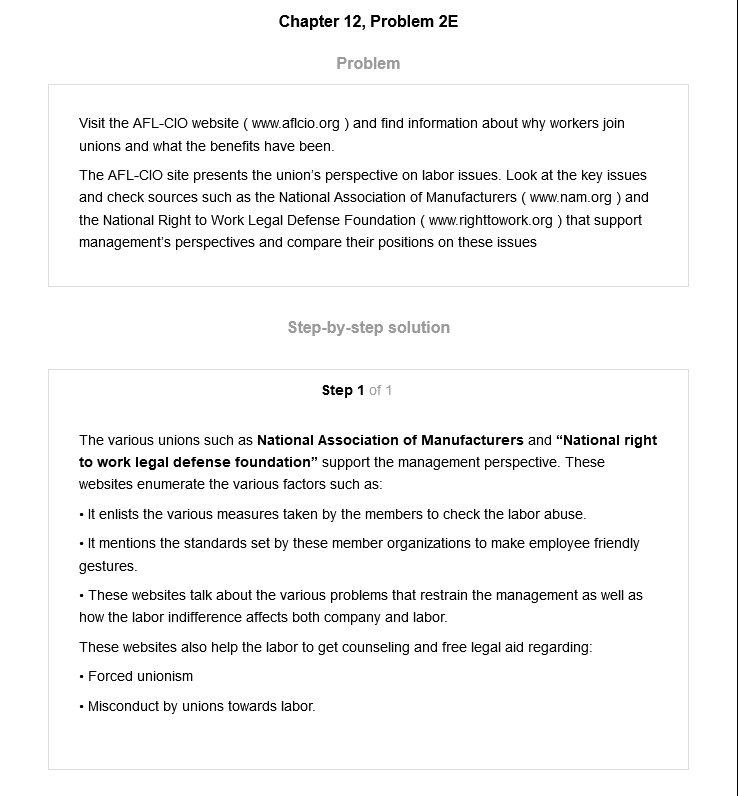 Chapter 12, Problem 2E
Problem
Visit the AFL-CIO website ( www.aflcio.org ) and find information about why workers join
unions and what the benefits have been.
The AFL-CIO site presents the union's perspective on labor issues. Look at the key issues
and check sources such as the National Association of Manufacturers ( www.nam.org ) and
the National Right to Work Legal Defense Foundation ( www.righttowork.org ) that support
management's perspectives and compare their positions on these issues
Step-by-step solution
Step 1 of 1
The various unions such as National Association of Manufacturers and “National right
to work legal defense foundation” support the management perspective. These
websites enumerate the various factors such as:
• It enlists the various measures taken by the members to check the labor abuse.
• It mentions the standards set by these member organizations to make employee friendly
gestures.
• These websites talk about the various problems that restrain the management as well as
how the labor indifference affects both company and labor.
These websites also help the labor to get counseling and free legal aid regarding:
• Forced unionism
• Misconduct by unions towards labor.